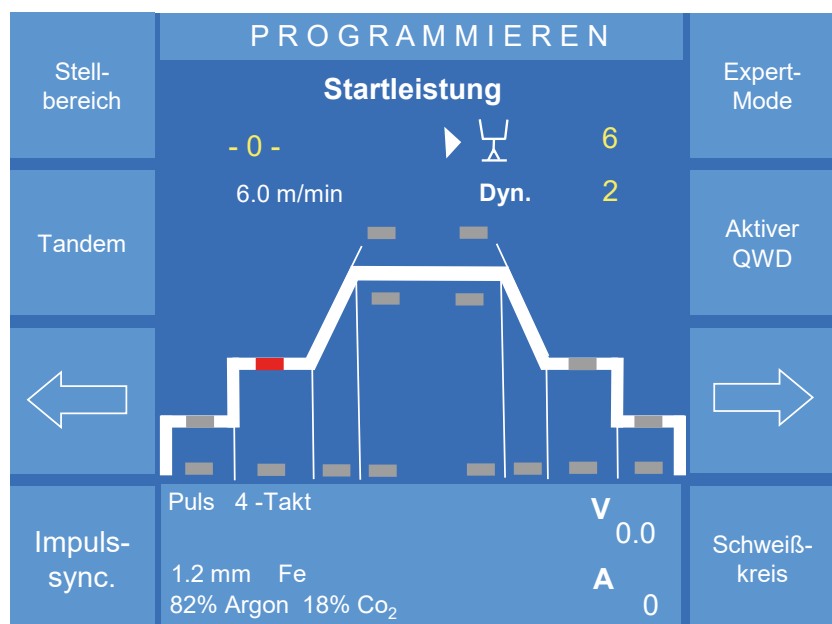 PROGRAMMIEREN
Stell-
bereich
Expert-
Mode
Startleistung
- 0 -
6
6.0 m/min
Dyn.
2
Tandem
Aktiver
QWD
Puls 4 -Takt
V
0.0
Impuls-
sync.
1.2 mm Fe
A
82% Argon 18% Co₂
0
Schweiß-
kreis